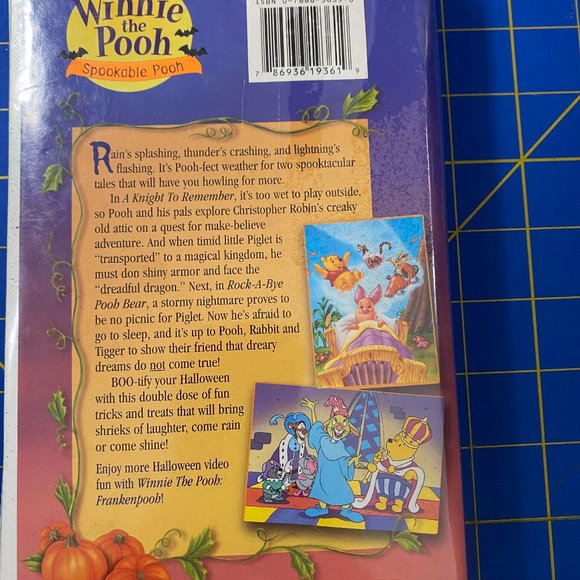 Winnie
the
Pooh
Spookable Pooh
7 86936 19361 9
Rain's splashing, thunder's crashing, and lightning's
flashing. It's Pooh-fect weather for two spooktacular
tales that will have you howling for more.
In A Knight To Remember, it's too wet to play outside,
so Pooh and his pals explore Christopher Robin's creaky
old attic on a quest for make-believe
adventure. And when timid little Piglet is
"transported" to a magical kingdom, he
must don shiny armor and face the
"dreadful dragon." Next, in Rock-A-Bye
Pooh Bear, a stormy nightmare proves to
be no picnic for Piglet. Now he's afraid to
go to sleep, and it's up to Pooh, Rabbit and
Tigger to show their friend that dreary
dreams do not come true!
BOO-tify your Halloween
with this double dose of fun
tricks and treats that will bring
shrieks of laughter, come rain
or come shine!
Enjoy more Halloween video
fun with Winnie The Pooh:
Frankenpooh!